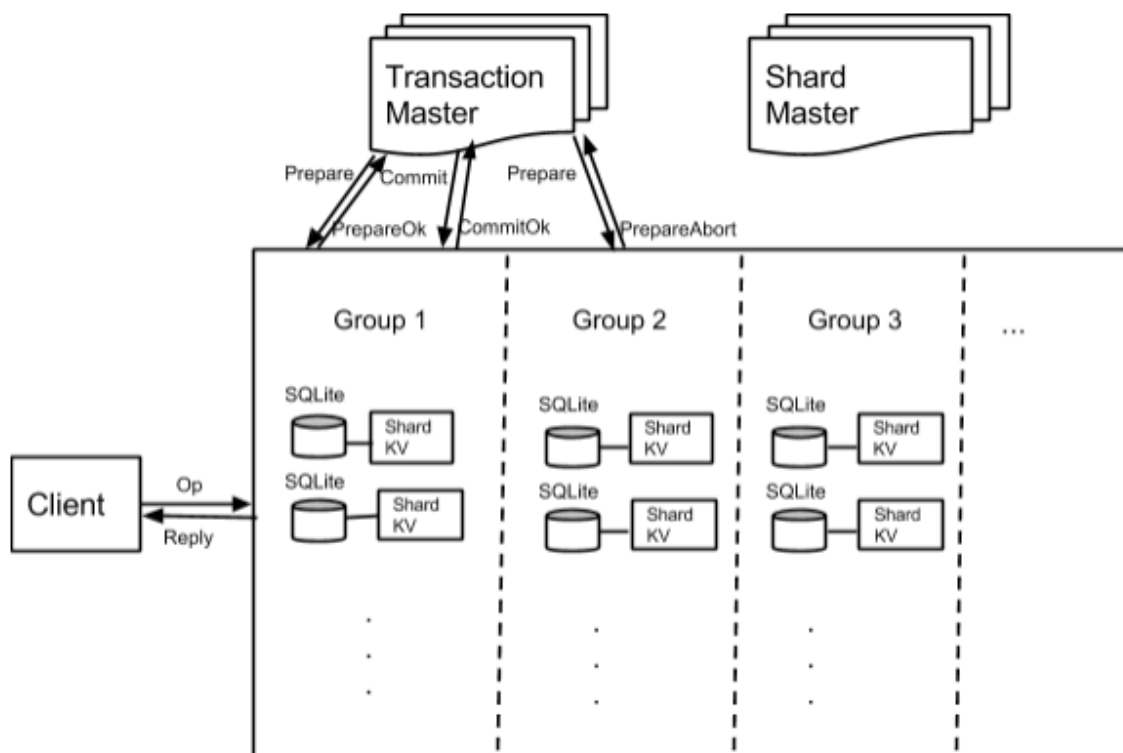 Transaction
Master
Shard
Master
Prepare
Commit
Prepare
PrepareOk
CommitOk
PrepareAbort
Group 1
Group 2
Group 3
...
SQLite
Shard
KV
SQLite
Shard
KV
SQLite
Shard
KV
SQLite
Shard
KV
SQLite
Shard
KV
SQLite
Shard
KV
Client
Op
Reply